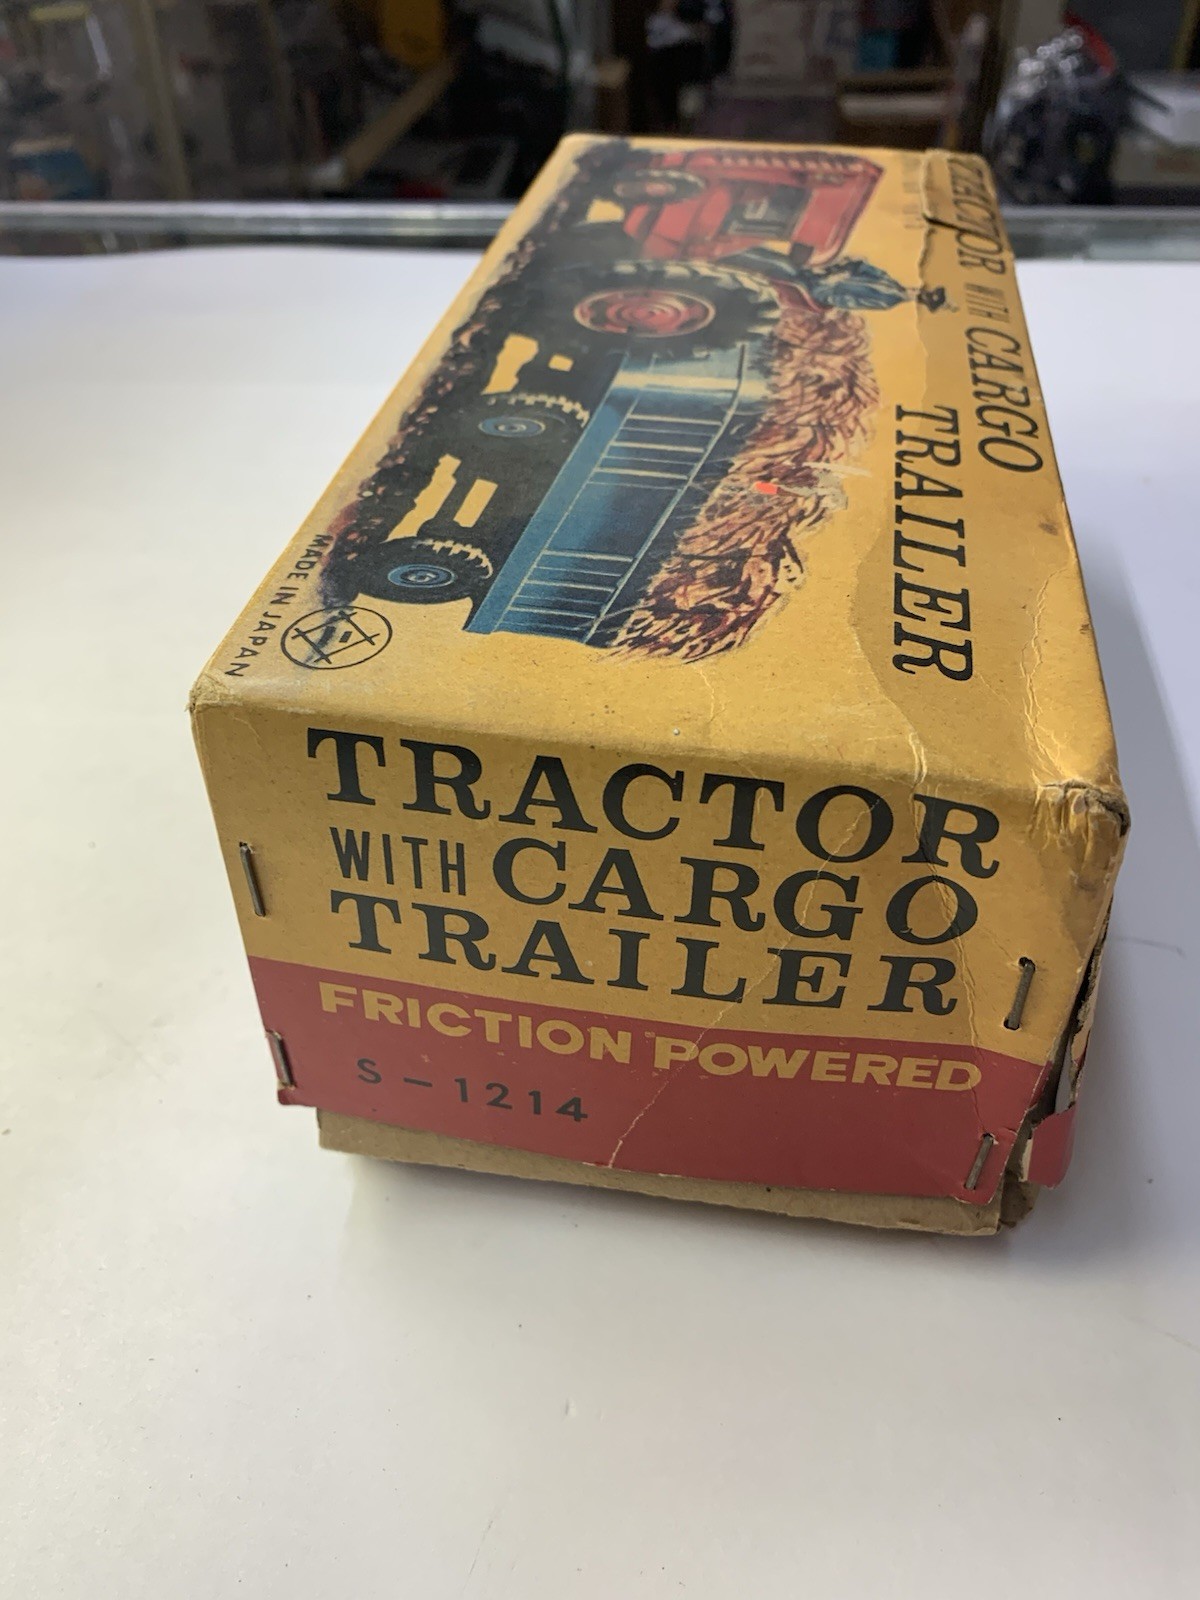 TRACTOR WITH CARGO
TRAILER
MADE IN JAPAN
TRACTOR
WITH CARGO
TRAILER
FRICTION POWERED
S-1214